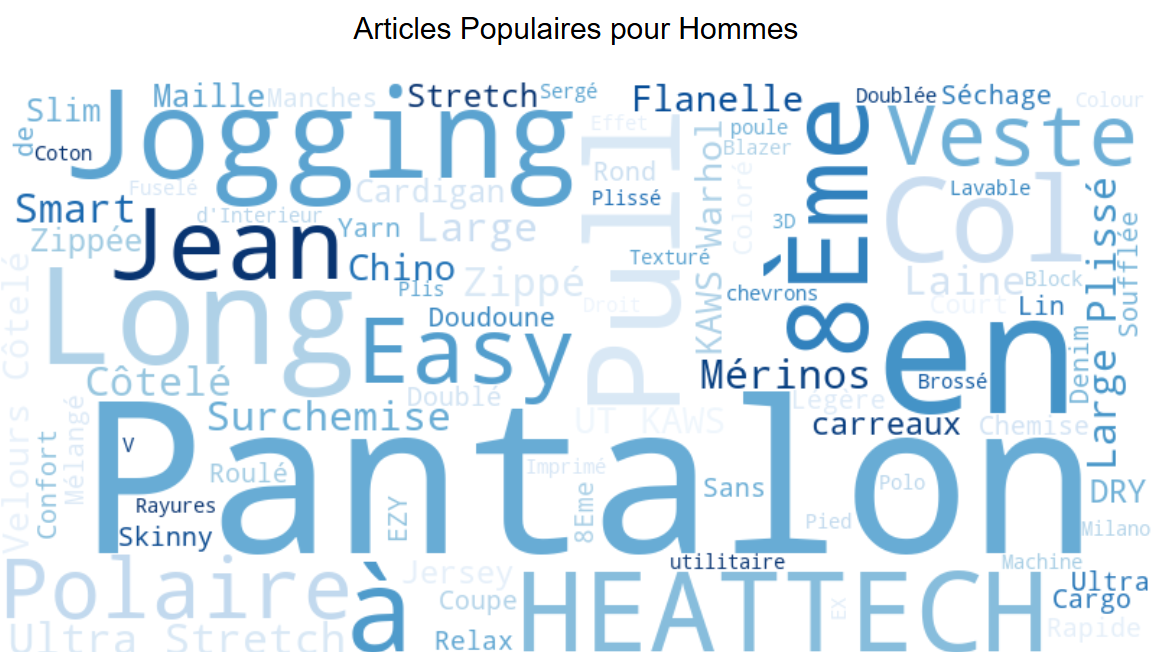 Articles Populaires pour Hommes
Slim
Maille
Manches
Stretch
Sergé
Flanelle
Doublée
Séchage
Colour
de
Coton
Jogging
Effet
poule
Blazer
Veste
Fuselé
Cardigan
Rond
Plissé
Lavable
Smart
d'Interieur
Yarn
Large
Zippée
Jean
Pull
KAWS Warhol
Coloré
3D
8Ème
Col
Large Plissé
Soufflée
Texturé
Chino
Plis
Zippé
Droit
chevrons
Laine
Block
Court
Lin
Long
Doudoune
Easy
en
Denim
Velours Côtelé
Côtelé
Doublé
Mérinos
Brossé
Légère
Surchemise
UT KAWS
carreaux
Chemise
Confort
Mélangé
V
Pantalon
Roulé
Imprimé
Sans
Polo
DRY
Rayures
EZY
8Eme
Pied
Milano
Skinny
utilitaire
Machine
Polaire
à
Jersey
Coupe
HEATTECH
EX
Ultra
Cargo
Ultra Stretch
Relax
Rapide